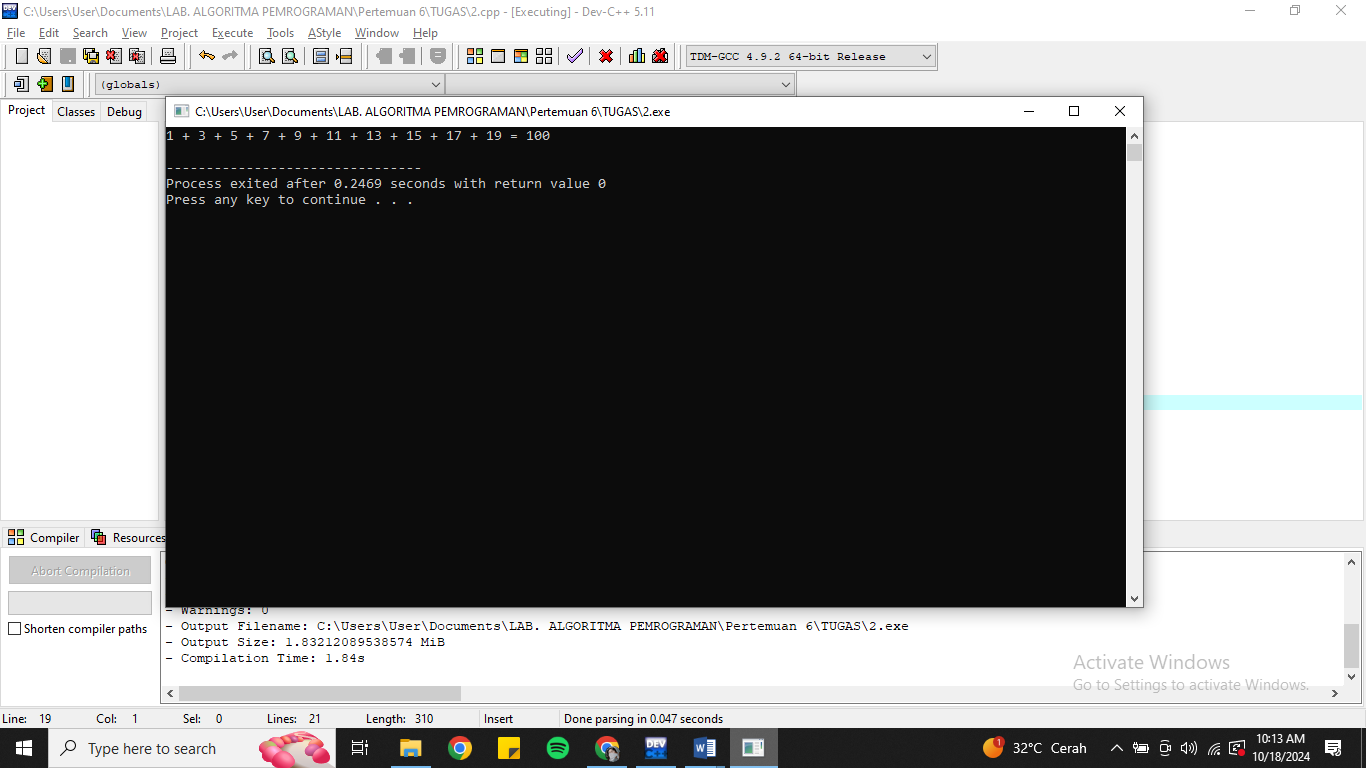 C:\Users\User\Documents\LAB. ALGORITMA PEMROGRAMAN\Pertemuan 6\TUGAS\2.cpp - [Executing] - Dev-C++ 5.11
File Edit Search View Project Execute Tools AStyle Window Help
TDM-GCC 4.9.2 64-bit Release
(globals)
Project Classes Debug
C:\Users\User\Documents\LAB. ALGORITMA PEMROGRAMAN\Pertemuan 6\TUGAS\2.exe
1 + 3 + 5 + 7 + 9 + 11 + 13 + 15 + 17 + 19 = 100
--------------------------------
Process exited after 0.2469 seconds with return value 0
Press any key to continue . . .
Compiler Resources
Abort Compilation
Shorten compiler paths
- Warnings: 0
- Output Filename: C:\Users\User\Documents\LAB. ALGORITMA PEMROGRAMAN\Pertemuan 6\TUGAS\2.exe
- Output Size: 1.83212089538574 MiB
- Compilation Time: 1.84s
Activate Windows
Go to Settings to activate Windows.
Line: 19 Col: 1 Sel: 0 Lines: 21 Length: 310 Insert Done parsing in 0.047 seconds
Type here to search
DEV
1
32°C Cerah
10:13 AM
10/18/2024